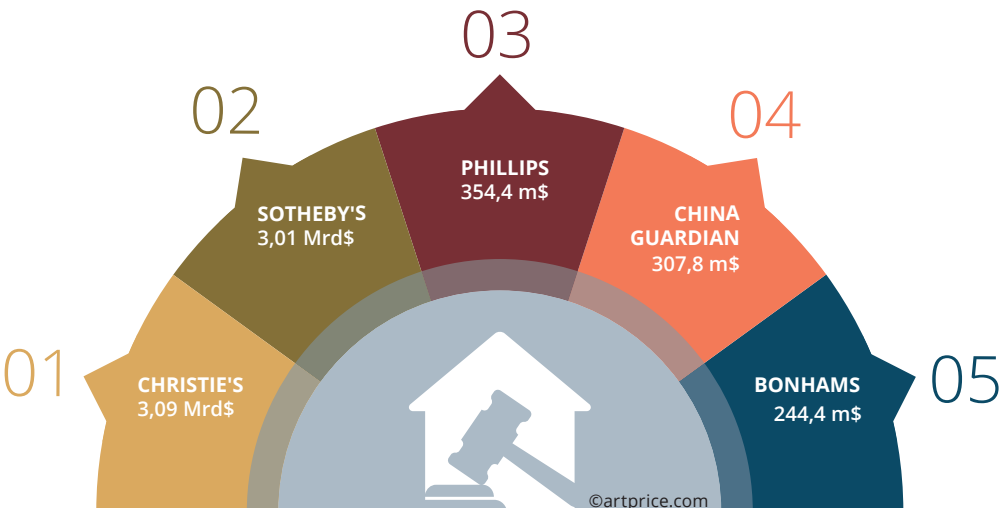 01
CHRISTIE'S
3,09 Mrd$
02
SOTHEBY'S
3,01 Mrd$
03
PHILLIPS
354,4 m$
04
CHINA
GUARDIAN
307,8 m$
05
BONHAMS
244,4 m$
©artprice.com